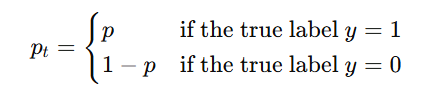 p_t = { p if the true label y = 1
1 − p if the true label y = 0